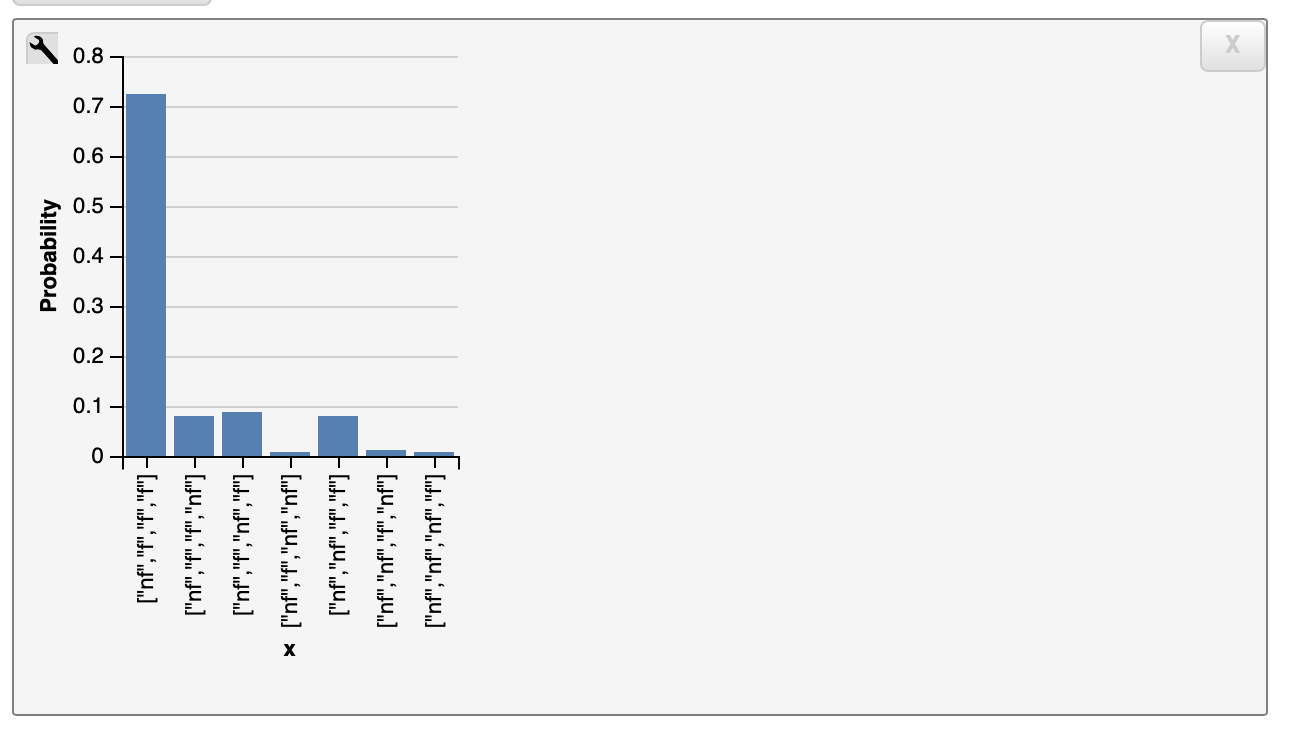 X
0.8
0.7
0.6
0.5
0.4
0.3
0.2
0.1
0
Probability
["nf","f","f","f"]
["nf","f","f","nf"]
["nf","f","nf","f"]
["nf","f","nf","nf"]
["nf","nf","f","f"]
["nf","nf","f","nf"]
["nf","nf","nf","f"]
x